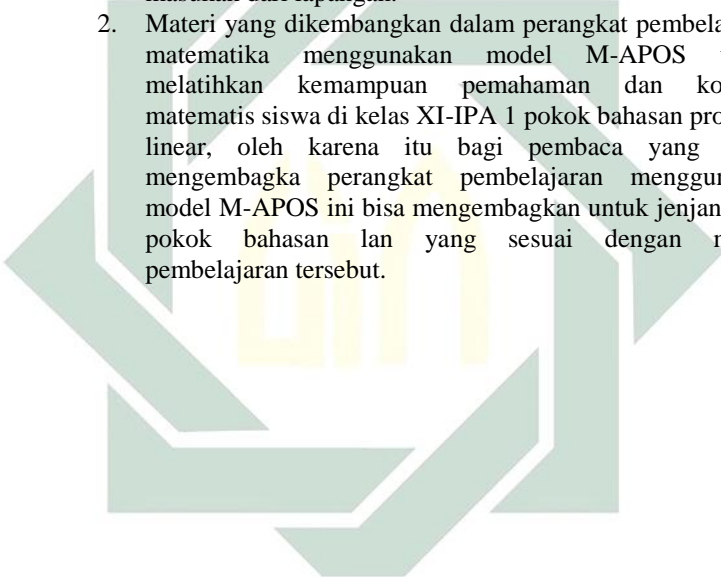 2. Materi yang dikembangkan dalam perangkat
matematika menggunakan model M-APOS
melatihkan kemampuan pemahaman dan
matematis siswa di kelas XI-IPA 1 pokok bahasan
linear, oleh karena itu bagi pembaca yang
mengembagka perangkat pembelajaran
model M-APOS ini bisa mengembagkan untuk
pokok bahasan lan yang sesuai dengan
pembelajaran tersebut.